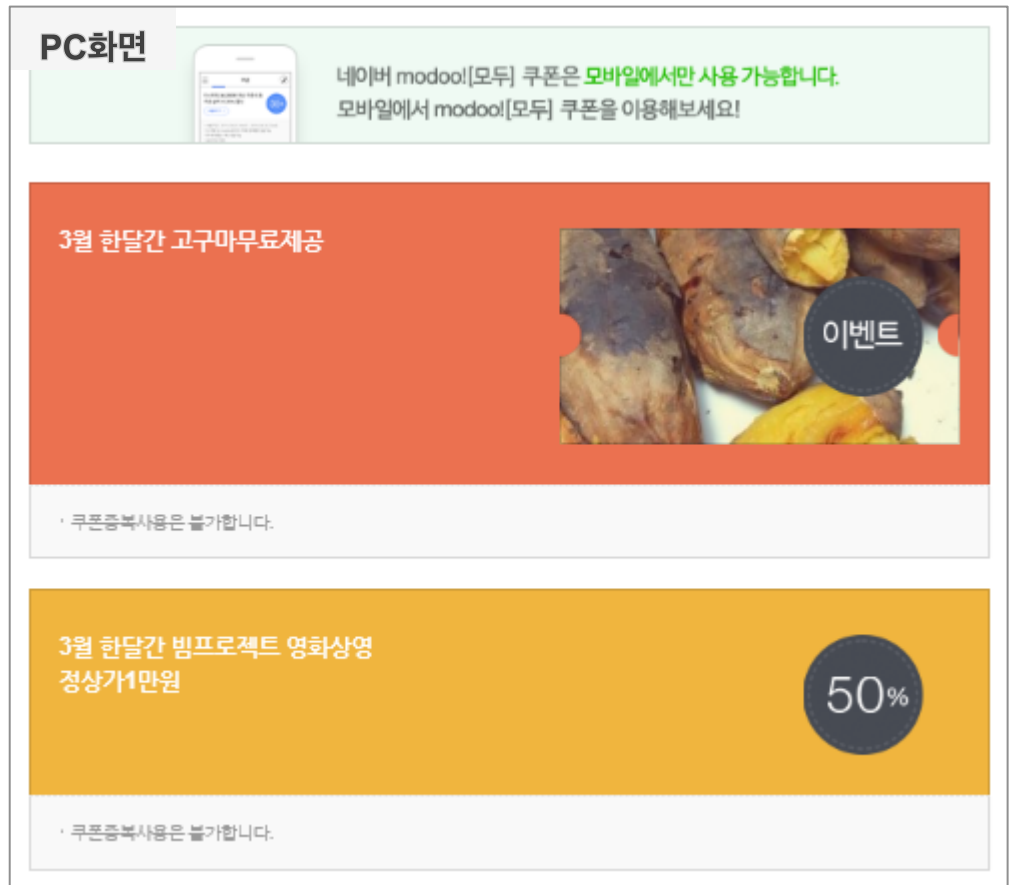 PC화면
네이버 modoo![모두] 쿠폰은 모바일에서만 사용 가능합니다.
모바일에서 modoo![모두] 쿠폰을 이용해보세요!
3월 한달간 고구마무료제공
이벤트
· 쿠폰중복사용은 불가합니다.
3월 한달간 빔프로젝트 영화상영
정상가1만원
50%
· 쿠폰중복사용은 불가합니다.